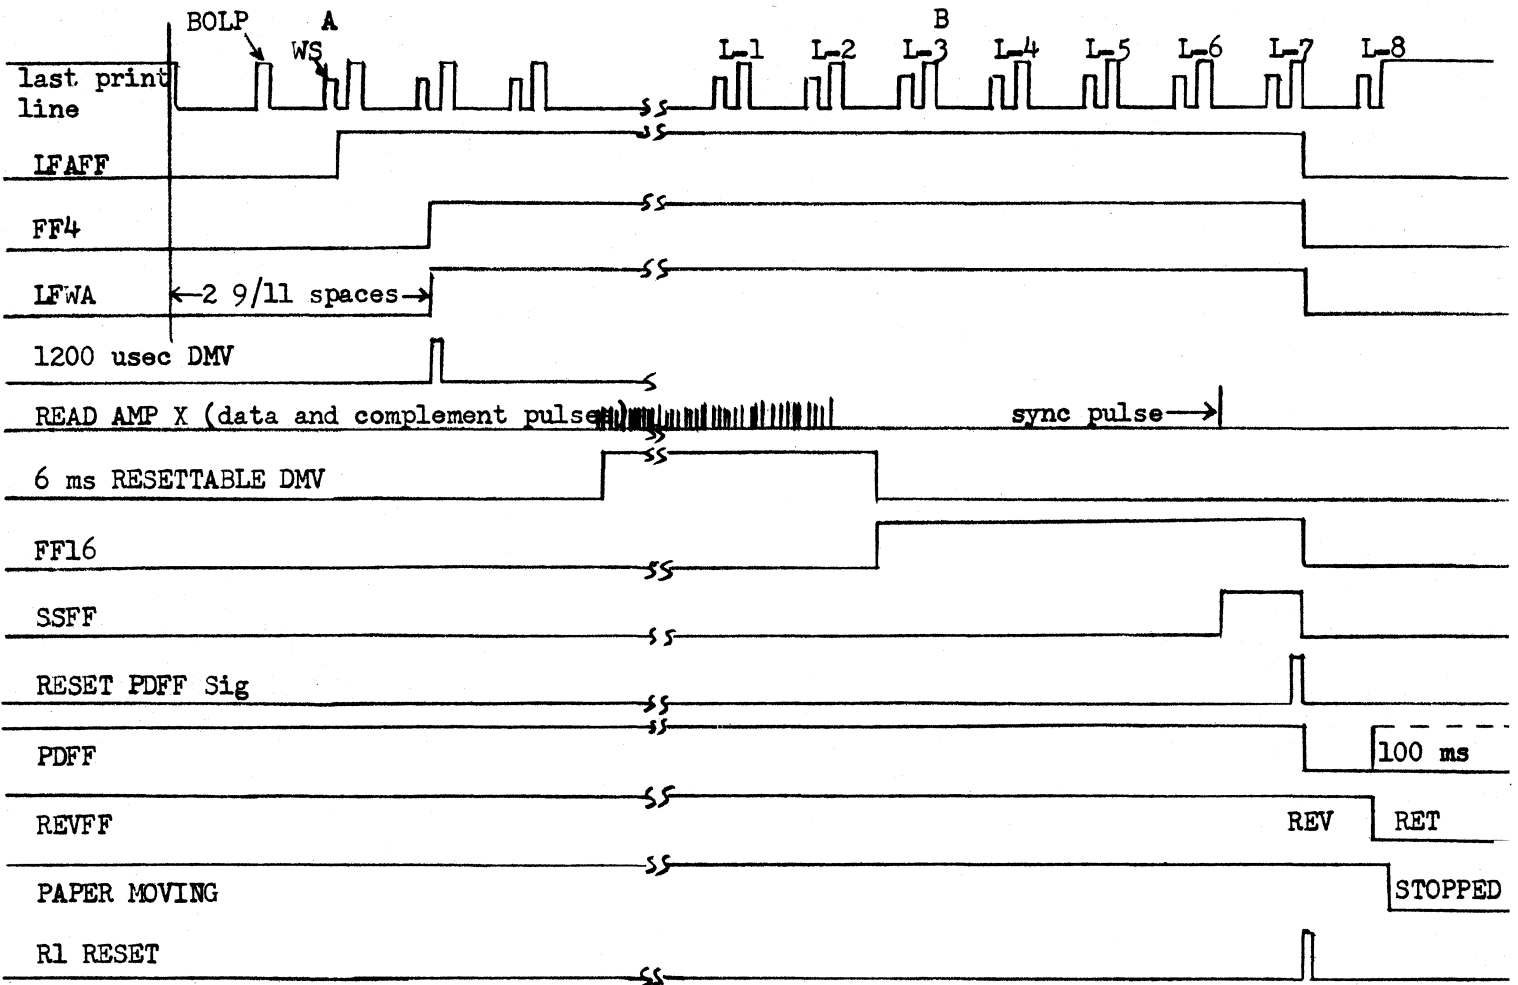 BOLP A B
WS L-1 L-2 L-3 L-4 L-5 L-6 L-7 L-8
last print
line
LFAFF
FF4
LFWA 2 9/11 spaces
1200 usec DMV
READ AMP X (data and complement pulses) sync pulse
6 ms RESETTABLE DMV
FF16
SSFF
RESET PDFF Sig
PDFF 100 ms
REVFF REV RET
PAPER MOVING STOPPED
R1 RESET